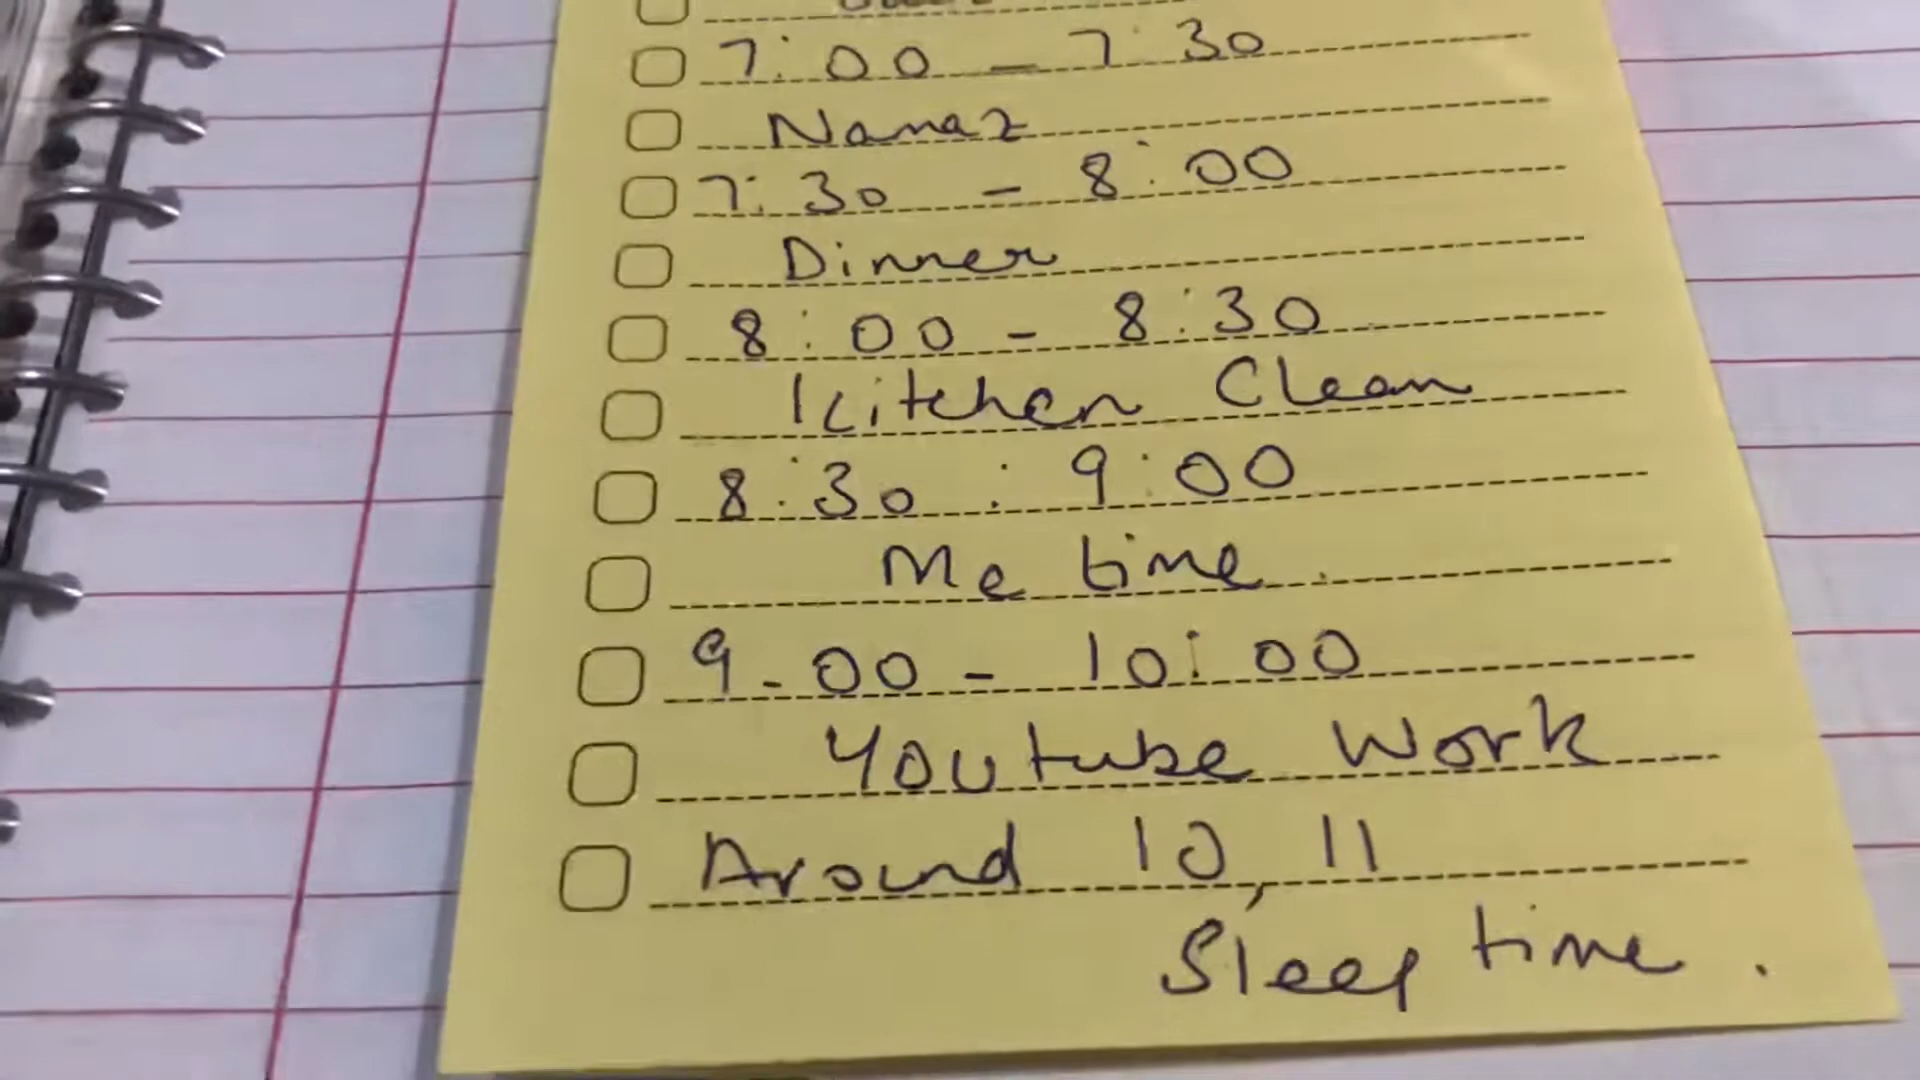 7:00 - 7:30
Namaz
7:30 - 8:00
Dinner
8:00 - 8:30
Kitchen Clean
8:30 : 9:00
Me time.
9-00 - 10:00
Youtube Work
Around 10, 11
Sleep time.